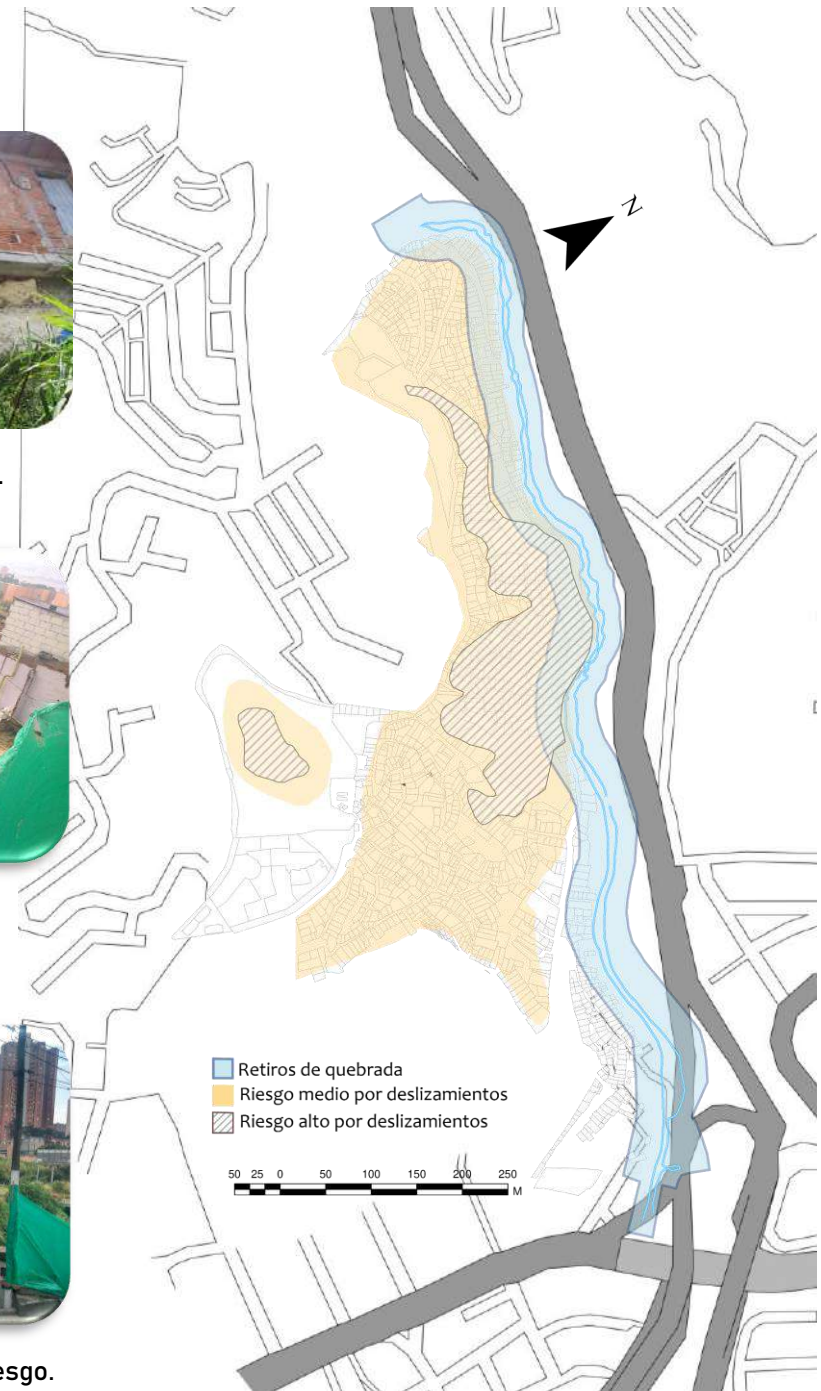 N
.
Retiros de quebrada
Riesgo medio por deslizamientos
Riesgo alto por deslizamientos
50 25 0 50 100 150 200 250
M
esgo.